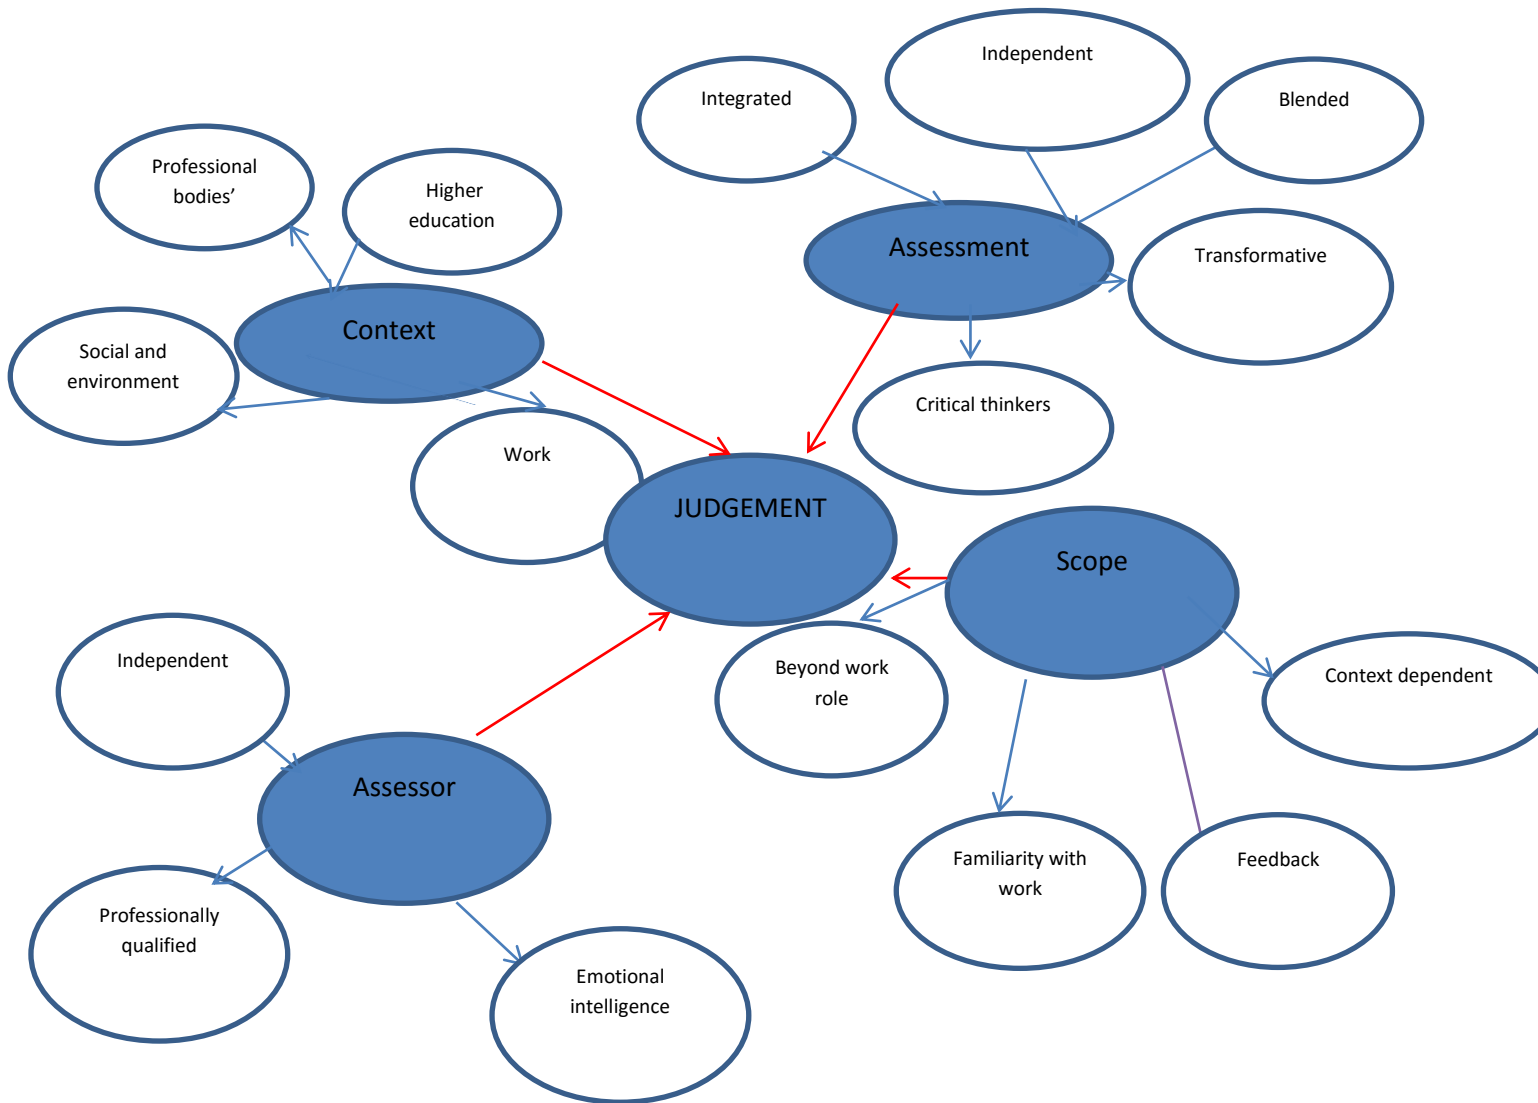 Independent
Integrated
Blended
Professional
bodies’
Higher
education
Assessment
Transformative
Context
Social and
environment
Critical thinkers
Work
JUDGEMENT
Scope
Independent
Beyond work
role
Context dependent
Assessor
Familiarity with
work
Feedback
Professionally
qualified
Emotional
intelligence